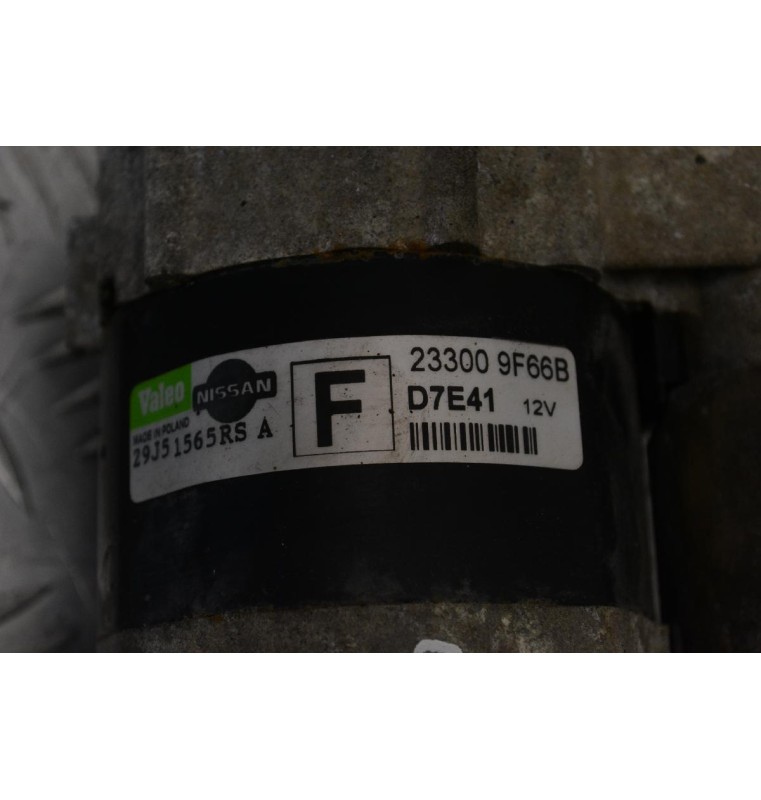 Valeo
NISSAN
MADE IN POLAND
29J51565RS A
F
23300 9F66B
D7E41 12V